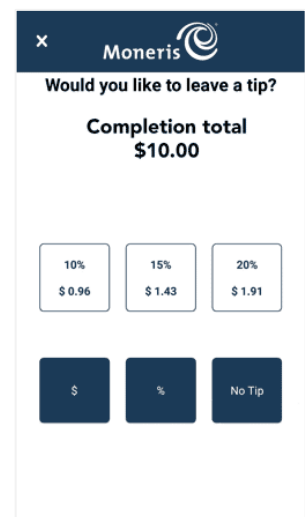 ×
Moneris
Would you like to leave a tip?
Completion total
$10.00
10% 15% 20%
$ 0.96 $ 1.43 $ 1.91
$ % No Tip